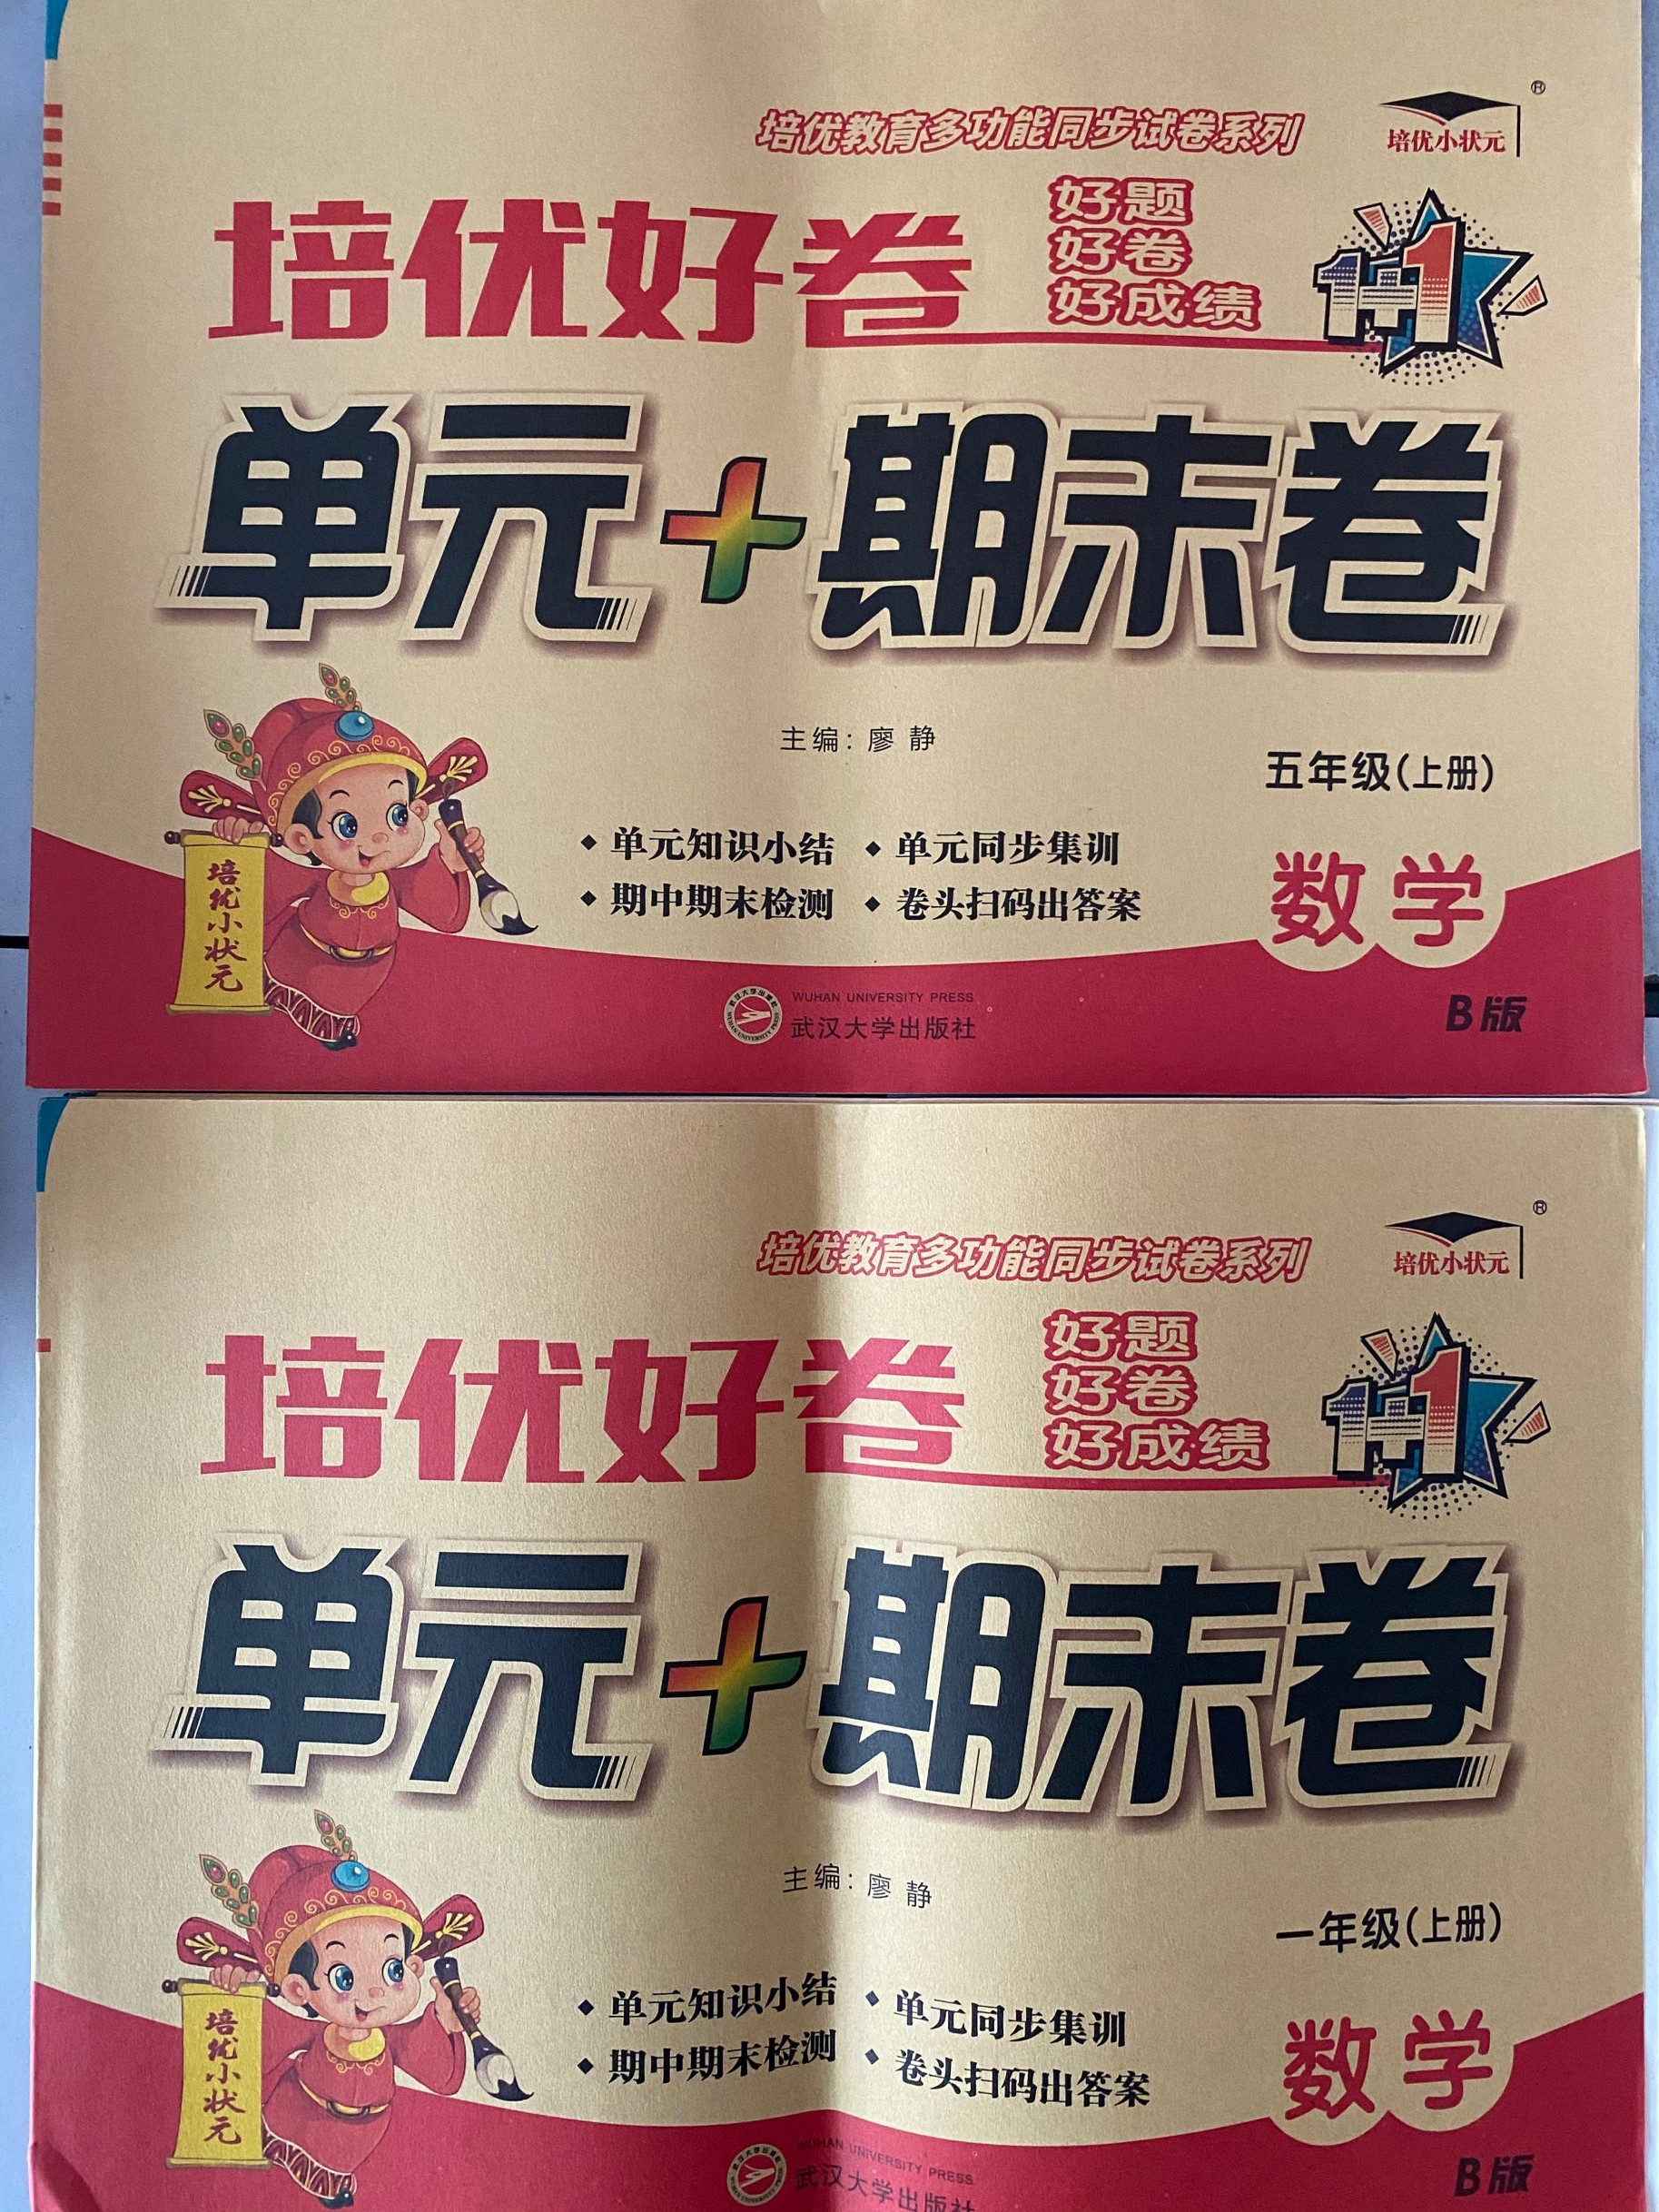 培优教育多功能同步试卷系列
培优小状元
®
培优好卷
好题
好卷
好成绩
1+1
单元+期末卷
主编：廖 静
五年级(上册)
◆ 单元知识小结 ◆ 单元同步集训
◆ 期中期末检测 ◆ 卷头扫码出答案
数学
培优小状元
WUHAN UNIVERSITY PRESS
武汉大学出版社
B版
培优教育多功能同步试卷系列
培优小状元
®
培优好卷
好题
好卷
好成绩
1+1
单元+期末卷
主编：廖 静
一年级(上册)
◆ 单元知识小结 ◆ 单元同步集训
◆ 期中期末检测 ◆ 卷头扫码出答案
数学
培优小状元
WUHAN UNIVERSITY PRESS
武汉大学出版社
B版